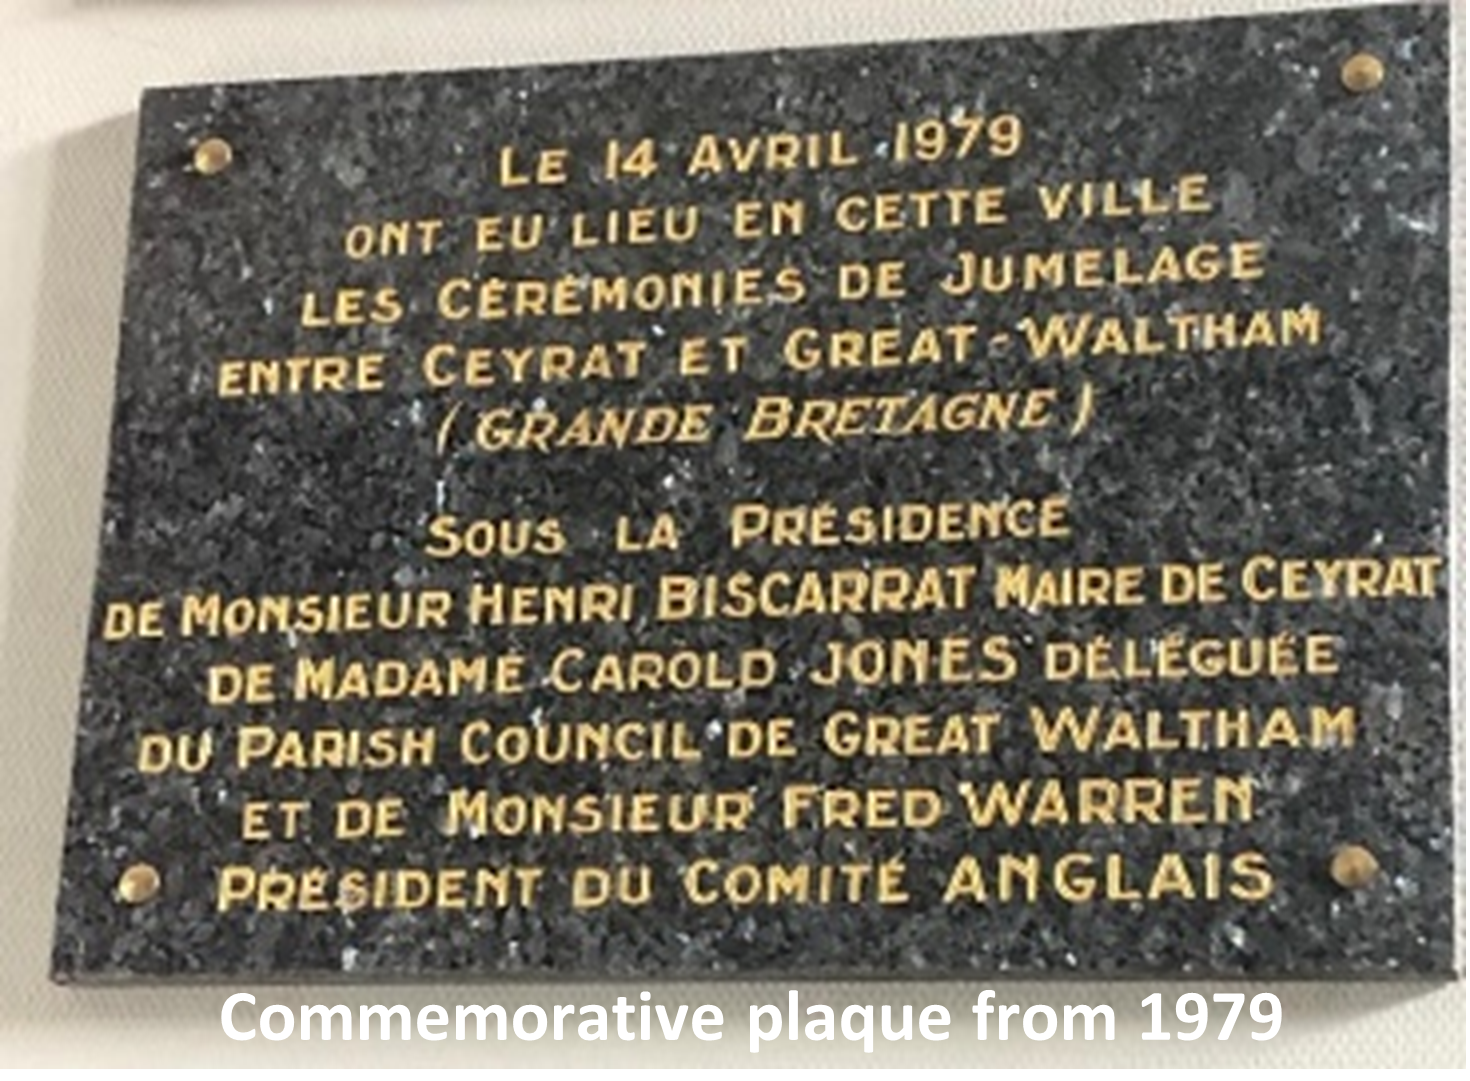 LE 14 AVRIL 1979
ONT EU LIEU EN CETTE VILLE
LES CÉRÉMONIES DE JUMELAGE
ENTRE CEYRAT ET GREAT-WALTHAM
(GRANDE BRETAGNE)
SOUS LA PRÉSIDENCE
DE MONSIEUR HENRI BISCARRAT MAIRE DE CEYRAT
DE MADAME CAROLD JONES DÉLÉGUÉE
DU PARISH COUNCIL DE GREAT WALTHAM
ET DE MONSIEUR FRED WARREN
PRÉSIDENT DU COMITÉ ANGLAIS
Commemorative plaque from 1979